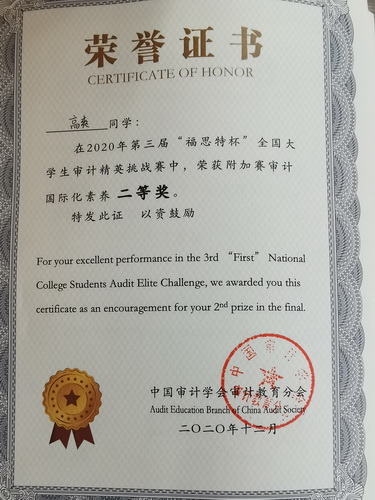 荣誉证书
CERTIFICATE OF HONOR
高爽 同学：
在2020年第三届“福思特杯”全国大
学生审计精英挑战赛中，荣获附加赛审计
国际化素养 二等奖。
特发此证 以资鼓励
For your excellent performance in the 3rd “First” National
College Students Audit Elite Challenge, we awarded you this
certificate as an encouragement for your 2nd prize in the final.
中国审计学会审计教育分会
Audit Education Branch of China Audit Society
二〇二〇年十二月